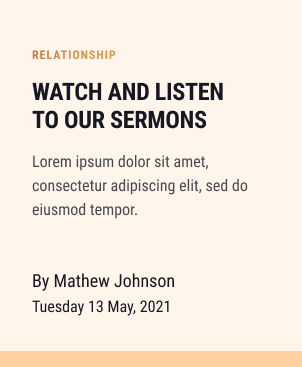 RELATIONSHIP
WATCH AND LISTEN
TO OUR SERMONS
Lorem ipsum dolor sit amet,
consectetur adipiscing elit, sed do
eiusmod tempor.
By Mathew Johnson
Tuesday 13 May, 2021